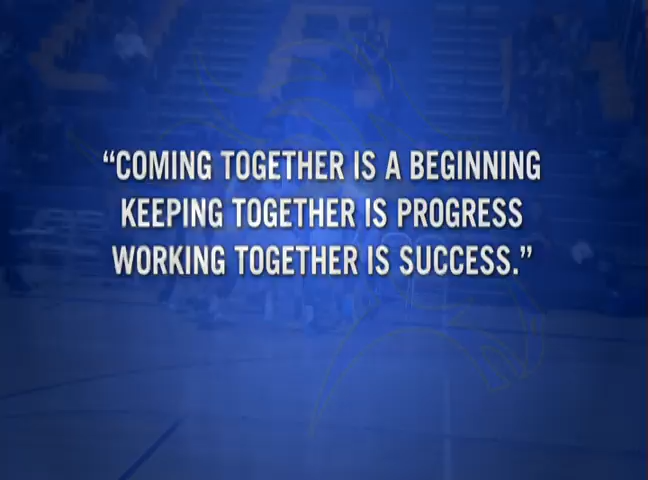 “COMING TOGETHER IS A BEGINNING
KEEPING TOGETHER IS PROGRESS
WORKING TOGETHER IS SUCCESS.”